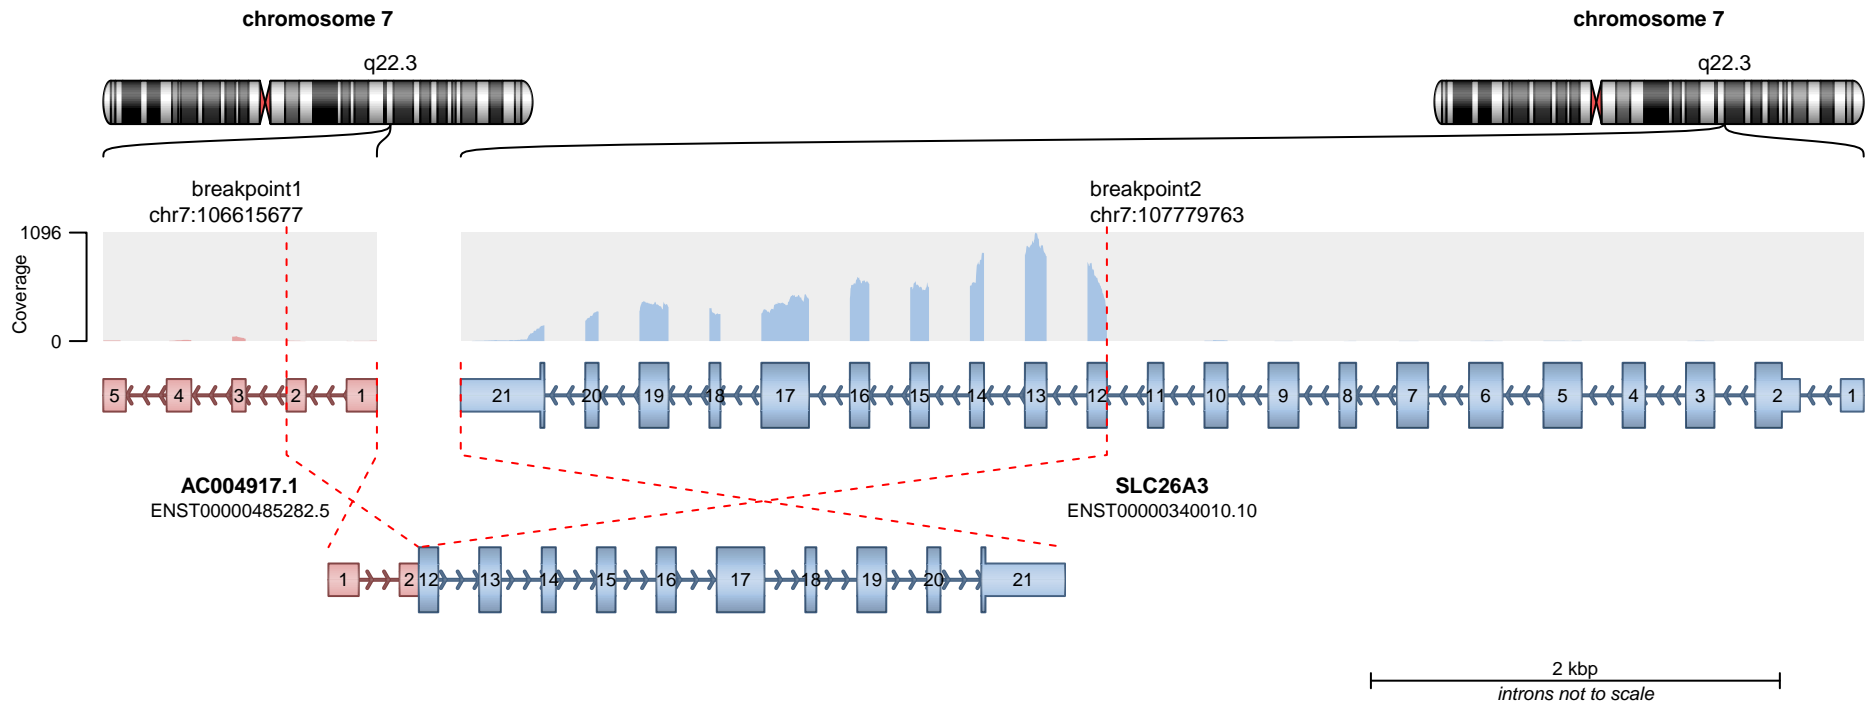 chromosome 7
chromosome 7
q22.3
q22.3
breakpoint1
chr7:106615677
breakpoint2
chr7:107779763
1096
Coverage
0
5 4 3 2 1
21 20 19 18 17 16 15 14 13 12 11 10 9 8 7 6 5 4 3 2 1
AC004917.1
ENST00000485282.5
SLC26A3
ENST00000340010.10
1 2 12 13 14 15 16 17 18 19 20 21
2 kbp
introns not to scale